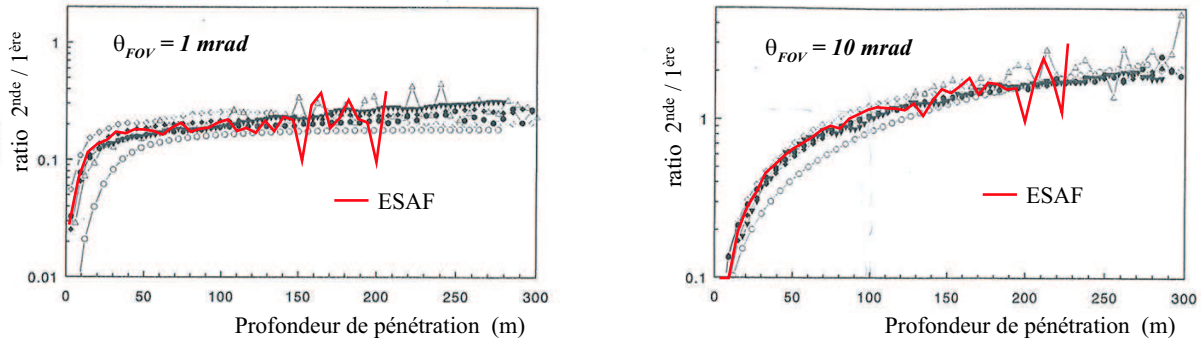 θFOV = 1 mrad
ratio 2nde / 1ère
1
0.1
0.01
0 50 100 150 200 250 300
ESAF
Profondeur de pénétration (m)
θFOV = 10 mrad
ratio 2nde / 1ère
1
0.1
0 50 100 150 200 250 300
ESAF
Profondeur de pénétration (m)